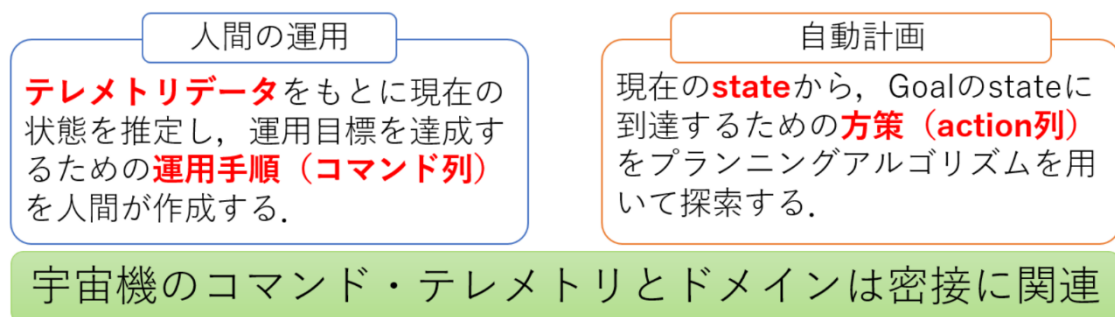 人間の運用
テレメトリデータをもとに現在の
状態を推定し，運用目標を達成す
るための運用手順（コマンド列）
を人間が作成する．
自動計画
現在のstateから，Goalのstateに
到達するための方策（action列）
をプランニングアルゴリズムを用
いて探索する．
宇宙機のコマンド・テレメトリとドメインは密接に関連